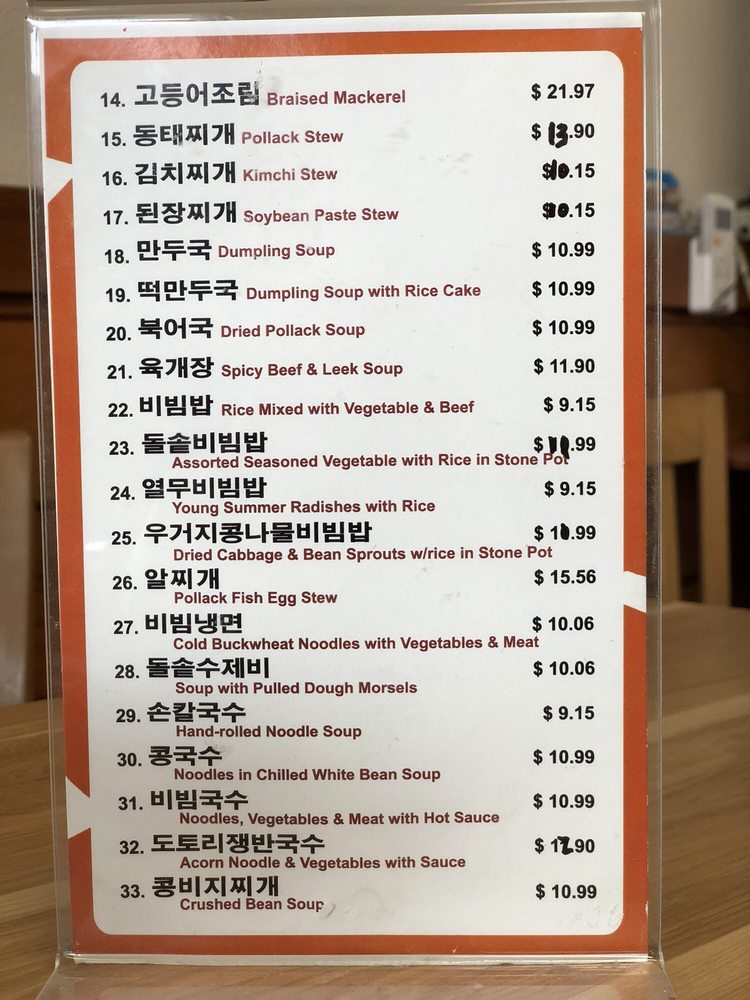 14. 고등어조림 Braised Mackerel $ 21.97
15. 동태찌개 Pollack Stew $ 13.90
16. 김치찌개 Kimchi Stew $10.15
17. 된장찌개 Soybean Paste Stew $10.15
18. 만두국 Dumpling Soup $ 10.99
19. 떡만두국 Dumpling Soup with Rice Cake $ 10.99
20. 북어국 Dried Pollack Soup $ 10.99
21. 육개장 Spicy Beef & Leek Soup $ 11.90
22. 비빔밥 Rice Mixed with Vegetable & Beef $ 9.15
23. 돌솥비빔밥 $ 11.99
Assorted Seasoned Vegetable with Rice in Stone Pot
24. 열무비빔밥 $ 9.15
Young Summer Radishes with Rice
25. 우거지콩나물비빔밥 $ 10.99
Dried Cabbage & Bean Sprouts w/rice in Stone Pot
26. 알찌개 $ 15.56
Pollack Fish Egg Stew
27. 비빔냉면 $ 10.06
Cold Buckwheat Noodles with Vegetables & Meat
28. 돌솥수제비 $ 10.06
Soup with Pulled Dough Morsels
29. 손칼국수 $ 9.15
Hand-rolled Noodle Soup
30. 콩국수 $ 10.99
Noodles in Chilled White Bean Soup
31. 비빔국수 $ 10.99
Noodles, Vegetables & Meat with Hot Sauce
32. 도토리쟁반국수 $ 12.90
Acorn Noodle & Vegetables with Sauce
33. 콩비지찌개 $ 10.99
Crushed Bean Soup